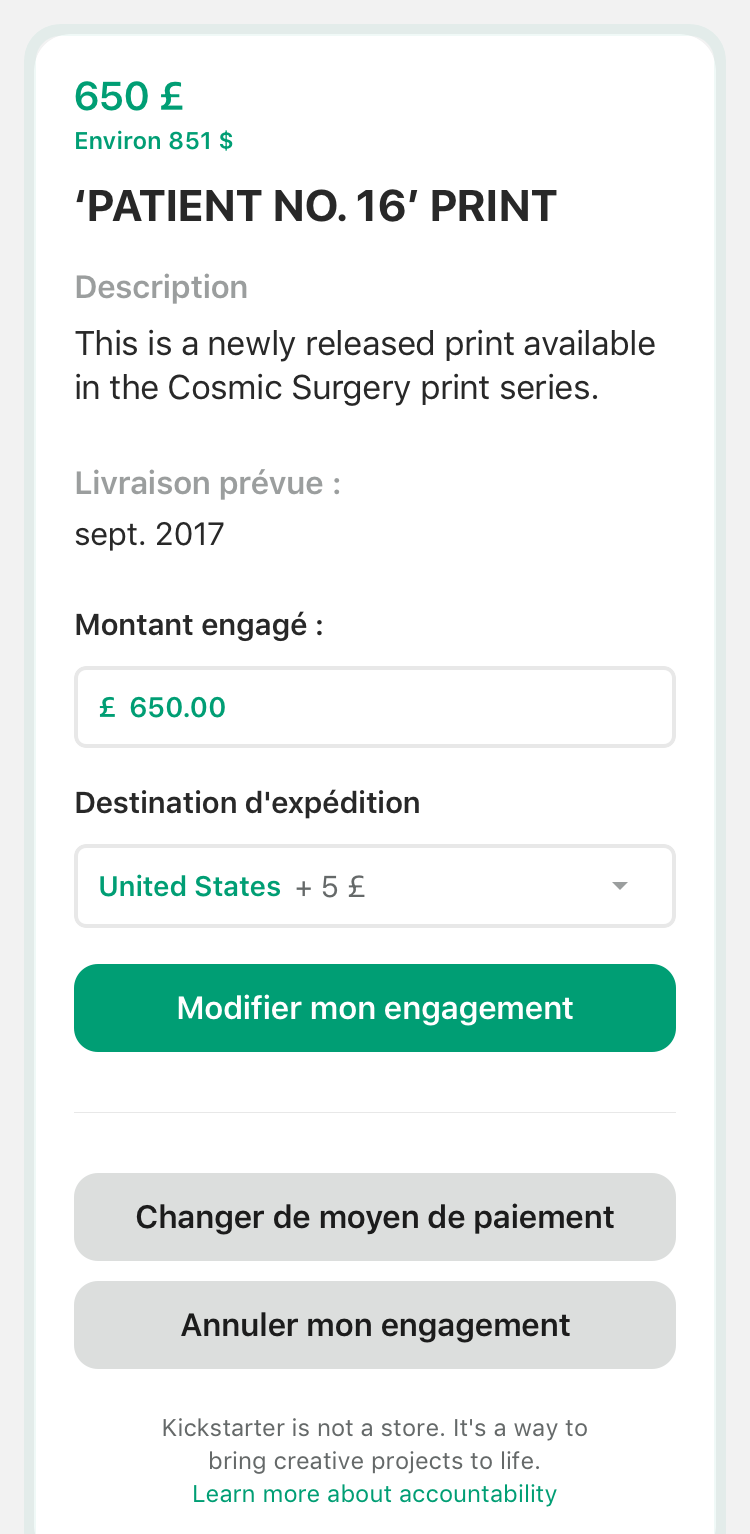 650 £
Environ 851 $
‘PATIENT NO. 16’ PRINT
Description
This is a newly released print available
in the Cosmic Surgery print series.
Livraison prévue :
sept. 2017
Montant engagé :
£ 650.00
Destination d'expédition
United States + 5 £
Modifier mon engagement
Changer de moyen de paiement
Annuler mon engagement
Kickstarter is not a store. It's a way to
bring creative projects to life.
Learn more about accountability